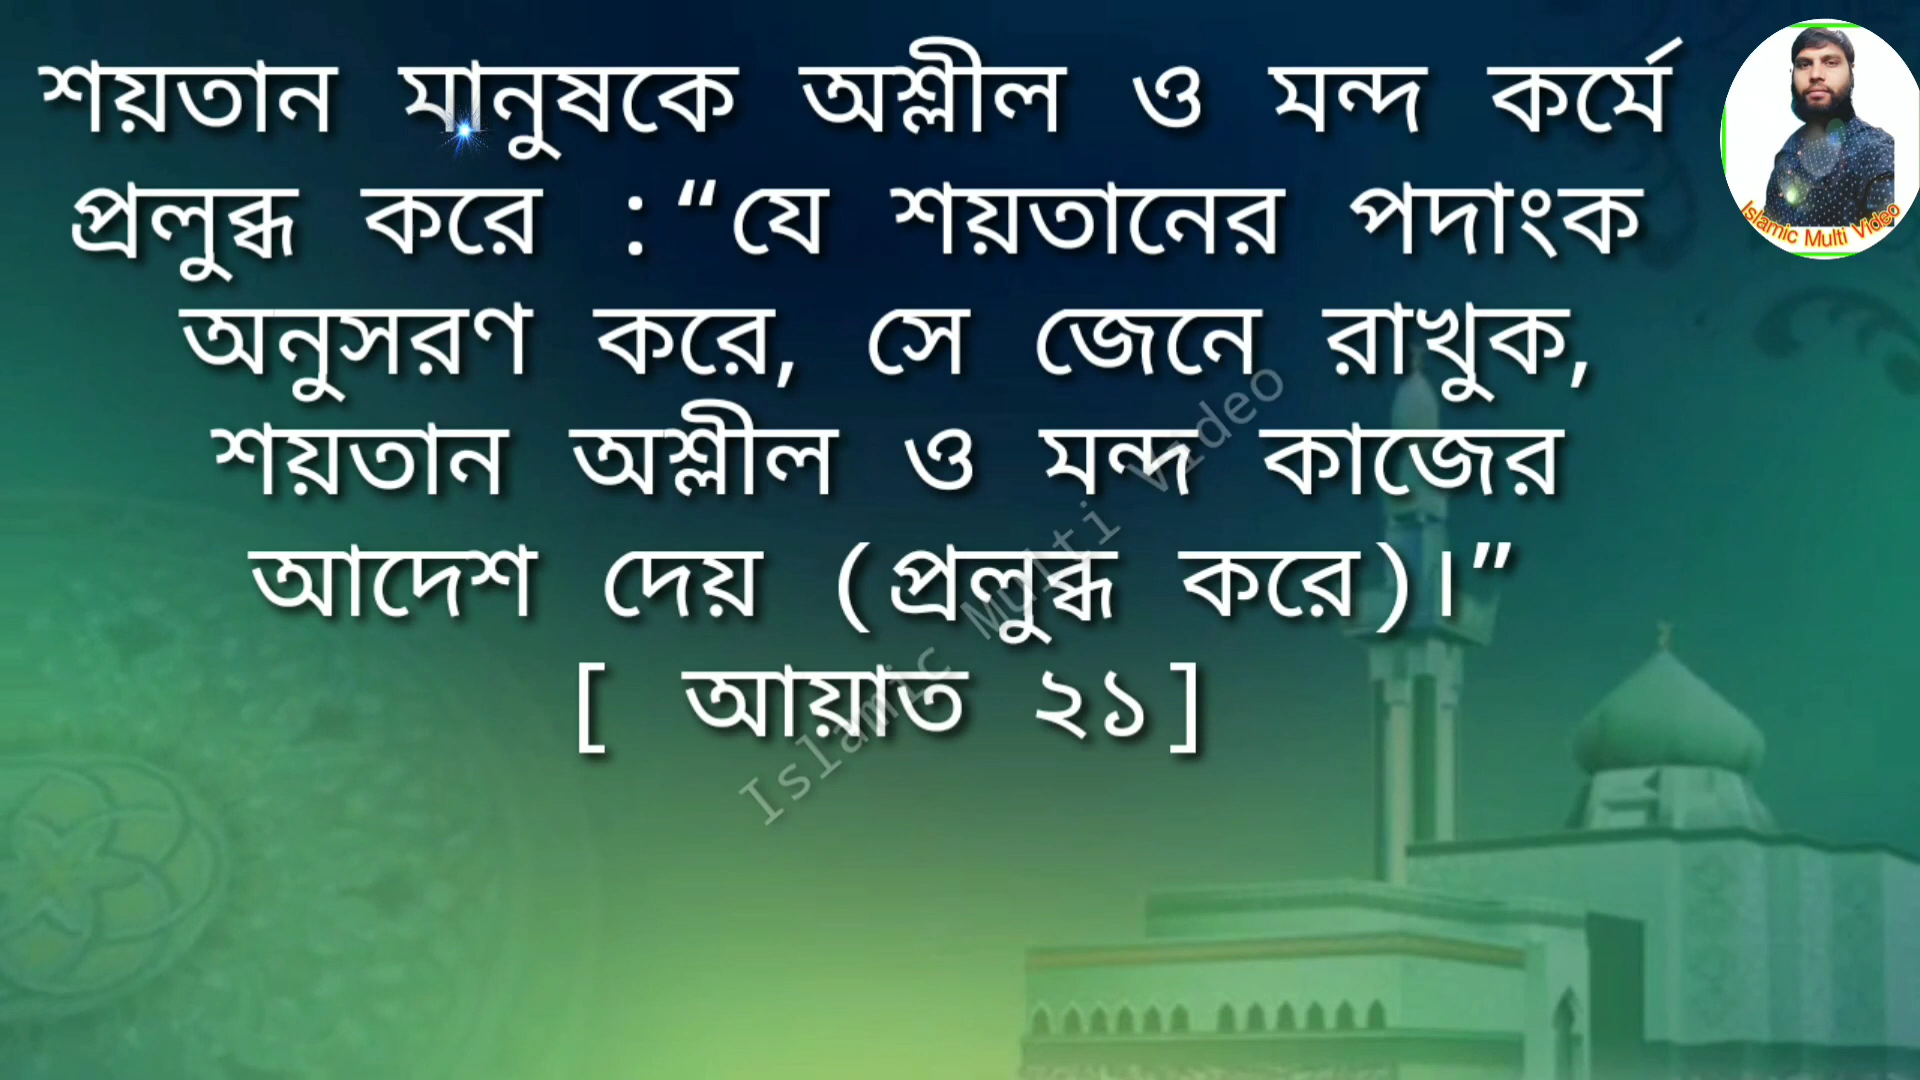 শয়তান মানুষকে অশ্লীল ও মন্দ কর্মে
প্রলুব্ধ করে :“যে শয়তানের পদাংক
অনুসরণ করে, সে জেনে রাখুক,
শয়তান অশ্লীল ও মন্দ কাজের
আদেশ দেয় (প্রলুব্ধ করে)।”
[ আয়াত ২১]
Islamic Multi Video
Islamic Multi Video